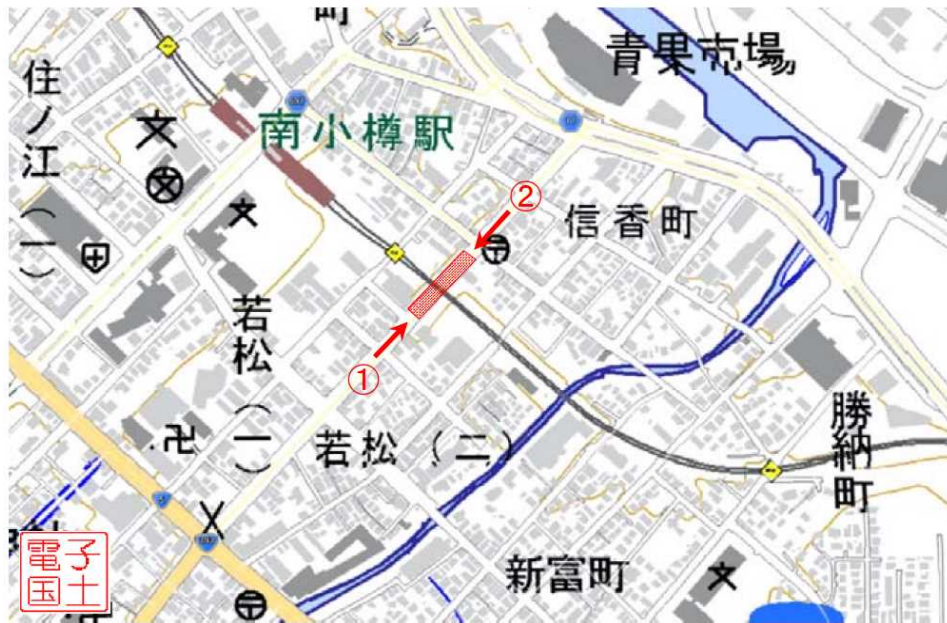 町
青果市場
住ノ江(一)
南小樽駅
②
信香町
若松(一)
①
若松(二)
勝納町
新富町
電子
国土